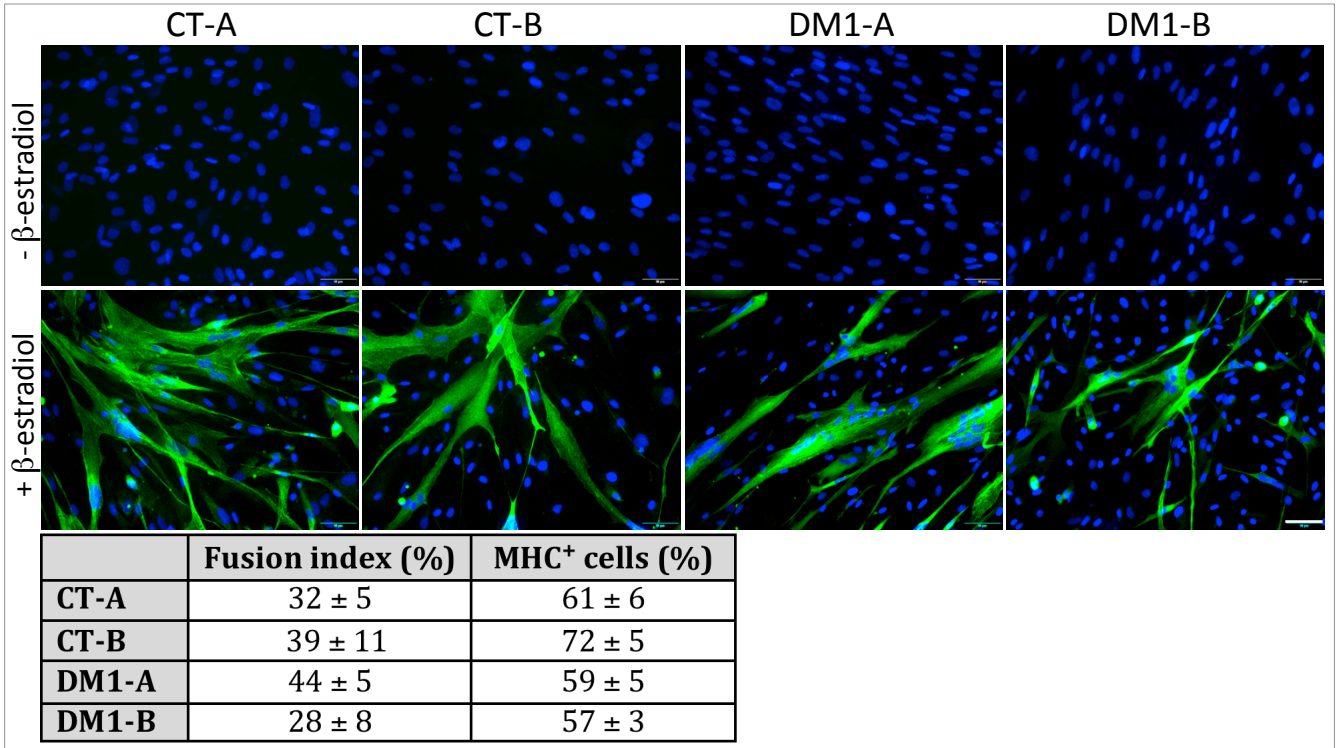 CT-A CT-B DM1-A DM1-B
- β-estradiol
+ β-estradiol
Fusion index (%) MHC⁺ cells (%)
CT-A 32 ± 5 61 ± 6
CT-B 39 ± 11 72 ± 5
DM1-A 44 ± 5 59 ± 5
DM1-B 28 ± 8 57 ± 3